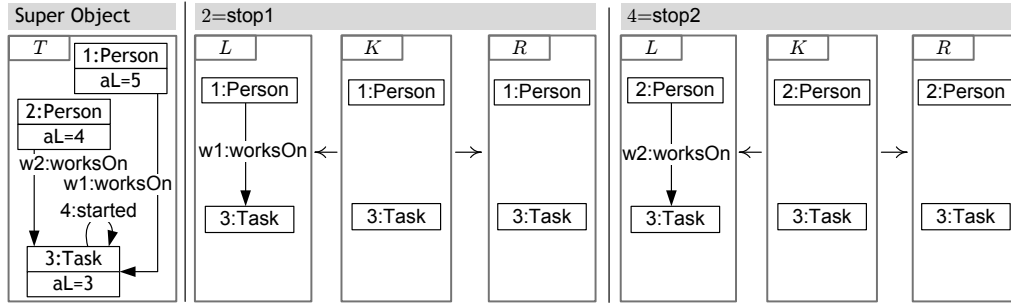 Super Object
2=stop1
4=stop2
T
1:Person
aL=5
2:Person
aL=4
w2:worksOn
w1:worksOn
4:started
3:Task
aL=3
L
1:Person
w1:worksOn
3:Task
K
1:Person
3:Task
R
1:Person
3:Task
L
2:Person
w2:worksOn
3:Task
K
2:Person
3:Task
R
2:Person
3:Task